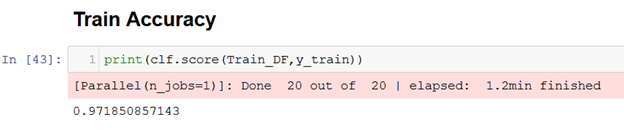 Train Accuracy
In [43]: 1 print(clf.score(Train_DF,y_train))
[Parallel(n_jobs=1)]: Done  20 out of  20 | elapsed:  1.2min finished
0.971850857143